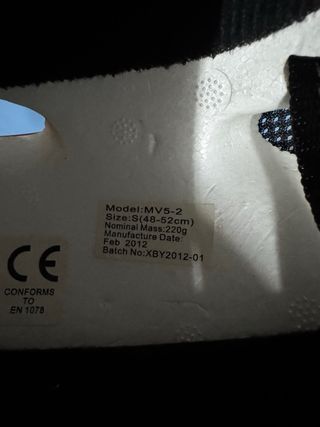 Model:MV5-2
Size:S(48-52cm)
Nominal Mass:220g
Manufacture Date:
Feb 2012
Batch No:XBY2012-01
CE
CONFORMS
TO
EN 1078